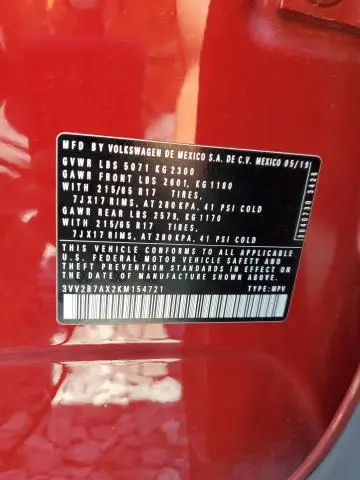 MFD BY VOLKSWAGEN DE MEXICO S.A. DE C.V. MEXICO 05/19
GVWR LBS 5071 KG 2300
GAWR FRONT LBS 2601, KG 1180
WITH 215/65 R17 TIRES,
7JX17 RIMS, AT 280 KPA, 41 PSI COLD
GAWR REAR LBS 2579, KG 1170
WITH 215/65 R17 TIRES,
7JX17 RIMS, AT 280KPA, 41 PSI COLD
THIS VEHICLE CONFORMS TO ALL APPLICABLE
U.S. FEDERAL MOTOR VEHICLE SAFETY AND
THEFT PREVENTION STANDARDS IN EFFECT ON
THE DATE OF MANUFACTURE SHOWN ABOVE.
3VV2B7AX2KM154721 TYPE: MPV
2040730 3428